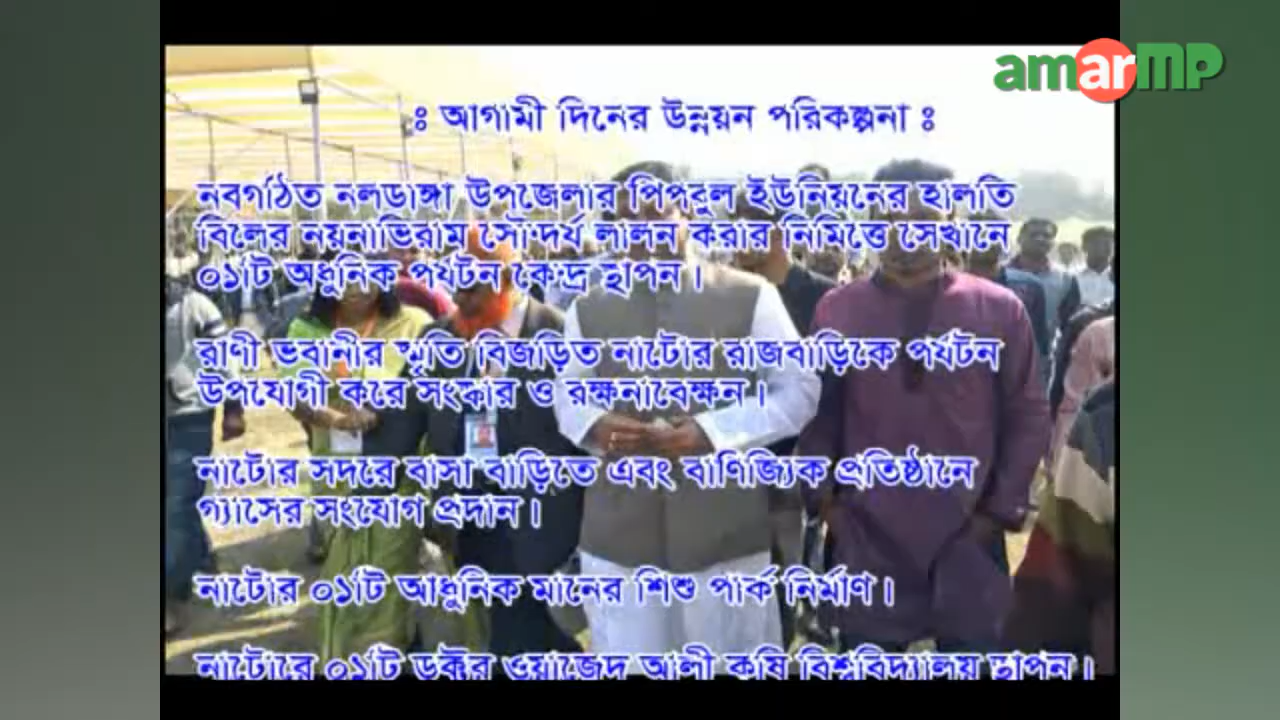 amarMP
ঃ আগামী দিনের উন্নয়ন পরিকল্পনা ঃ
নবগঠিত নলডাঙ্গা উপজেলার পিপরুল ইউনিয়নের হালতি
বিলের নয়নাভিরাম সৌন্দর্য লালন করার নিমিত্তে সেখানে
০১টি অধুনিক পর্যটন কেন্দ্র স্থাপন।
রাণী ভবানীর স্মৃতি বিজড়িত নাটোর রাজবাড়িকে পর্যটন
উপযোগী করে সংস্কার ও রক্ষনাবেক্ষন।
নাটোর সদরে বাসা বাড়িতে এবং বাণিজ্যিক প্রতিষ্ঠানে
গ্যাসের সংযোগ প্রদান।
নাটোর ০১টি আধুনিক মানের শিশু পার্ক নির্মাণ।
নাটোরে ০১টি ডক্টর ওয়াজেদ আলী কৃষি বিশ্ববিদ্যালয় স্থাপন।